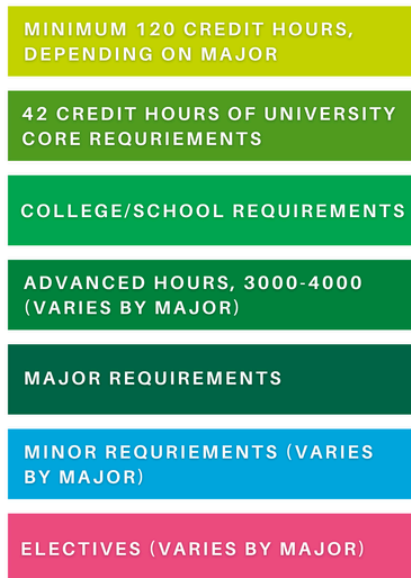 MINIMUM 120 CREDIT HOURS,
DEPENDING ON MAJOR
42 CREDIT HOURS OF UNIVERSITY
CORE REQURIEMENTS
COLLEGE/SCHOOL REQUIREMENTS
ADVANCED HOURS, 3000-4000
(VARIES BY MAJOR)
MAJOR REQUIREMENTS
MINOR REQURIEMENTS (VARIES
BY MAJOR)
ELECTIVES (VARIES BY MAJOR)